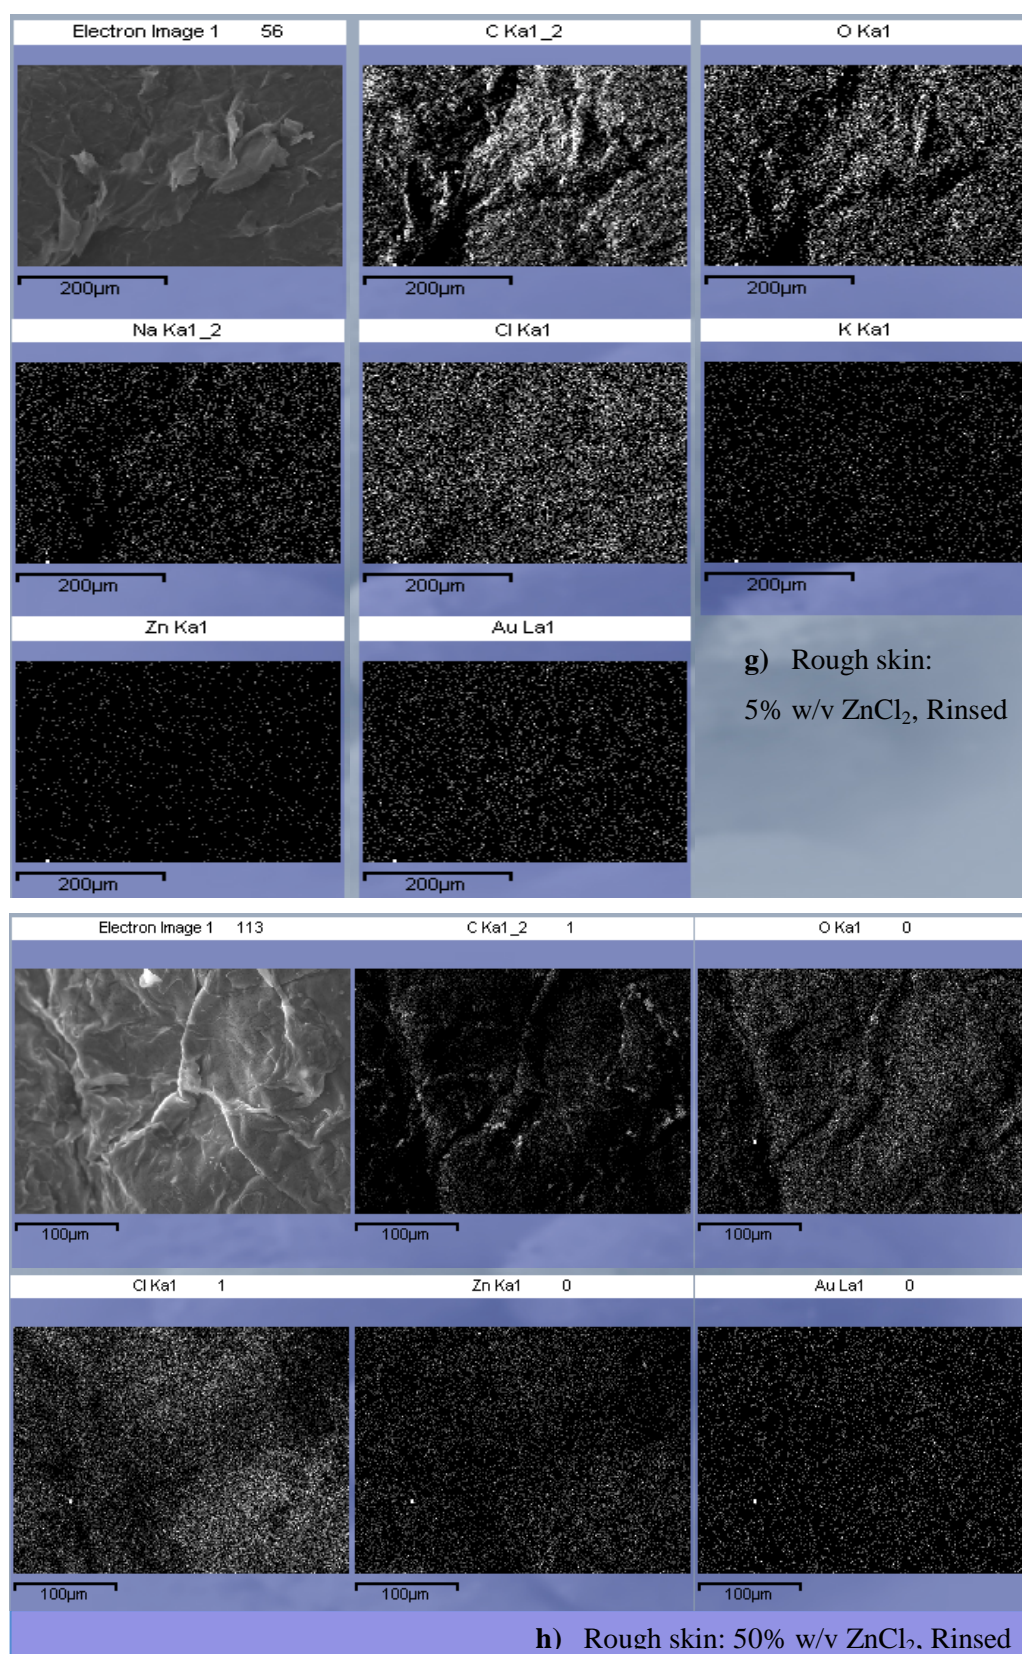 Electron Image 1 56
C Ka1_2
O Ka1
200µm
200µm
200µm
Na Ka1_2
Cl Ka1
K Ka1
200µm
200µm
200µm
Zn Ka1
Au La1
200µm
200µm
g) Rough skin:
5% w/v ZnCl₂, Rinsed
Electron Image 1 113
C Ka1_2 1
O Ka1 0
100µm
100µm
100µm
Cl Ka1 1
Zn Ka1 0
Au La1 0
100µm
100µm
100µm
h) Rough skin: 50% w/v ZnCl₂, Rinsed